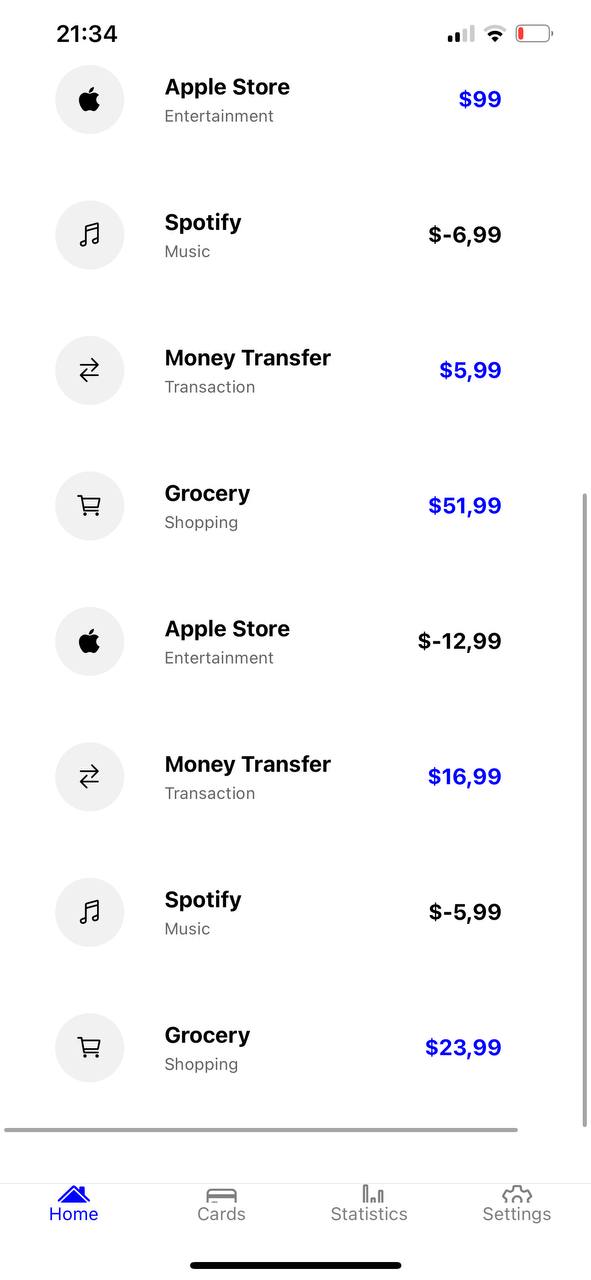 21:34
Apple Store
$99
Entertainment
Spotify
$-6,99
Music
Money Transfer
$5,99
Transaction
Grocery
$51,99
Shopping
Apple Store
$-12,99
Entertainment
Money Transfer
$16,99
Transaction
Spotify
$-5,99
Music
Grocery
$23,99
Shopping
Home Cards Statistics Settings